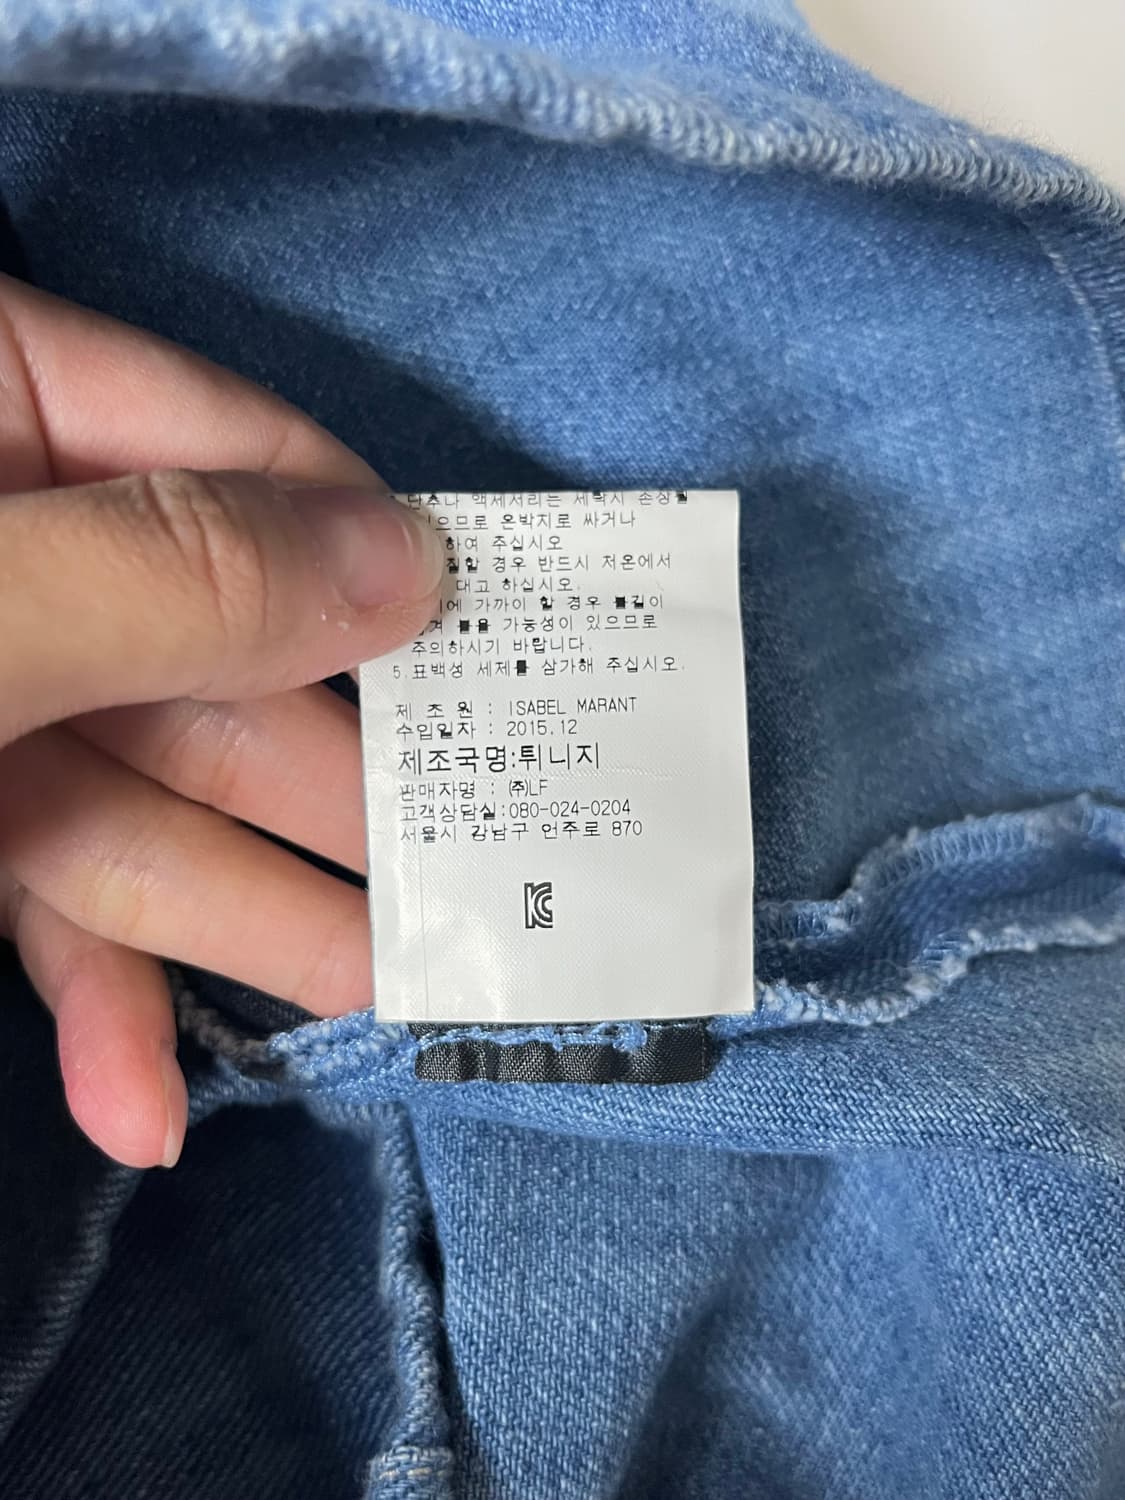 단추나 액세서리는 세탁시 손상될
있으므로 온박지로 싸거나
하여 주십시오
질할 경우 반드시 저온에서
대고 하십시오.
에 가까이 할 경우 불길이
불을 가능성이 있으므로
주의하시기 바랍니다.
5.표백성 세제를 삼가해 주십시오.
제 조 원 : ISABEL MARANT
수입일자 : 2015.12
제조국명:튀니지
판매자명 : ㈜LF
고객상담실:080-024-0204
서울시 강남구 언주로 870